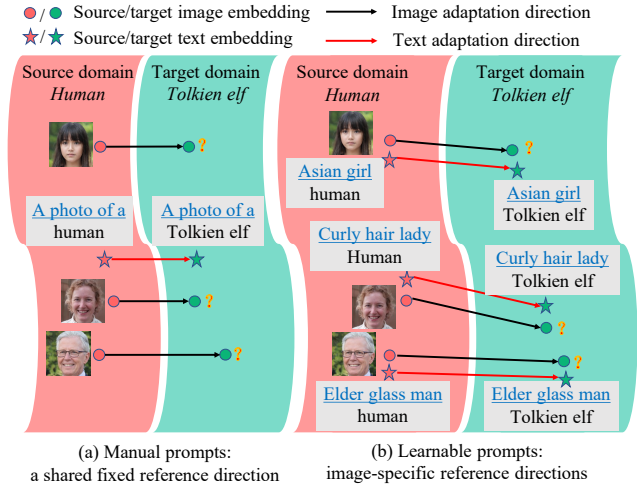 Source/target image embedding
Image adaptation direction
Source/target text embedding
Text adaptation direction
Source domain
Human
Target domain
Tolkien elf
?
A photo of a
human
A photo of a
Tolkien elf
?
?
(a) Manual prompts:
a shared fixed reference direction
Source domain
Human
Target domain
Tolkien elf
?
Asian girl
human
Asian girl
Tolkien elf
Curly hair lady
Human
Curly hair lady
Tolkien elf
?
?
Elder glass man
human
Elder glass man
Tolkien elf
(b) Learnable prompts:
image-specific reference directions